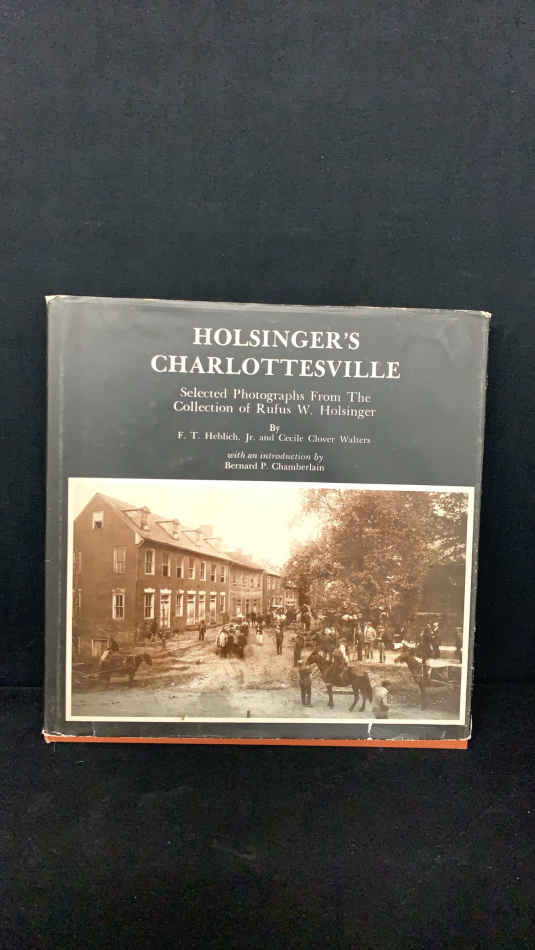 HOLSINGER'S
CHARLOTTESVILLE
Selected Photographs From The
Collection of Rufus W. Holsinger
By
F. T. Heblich, Jr. and Cecile Clover Walters
with an introduction by
Bernard P. Chamberlain